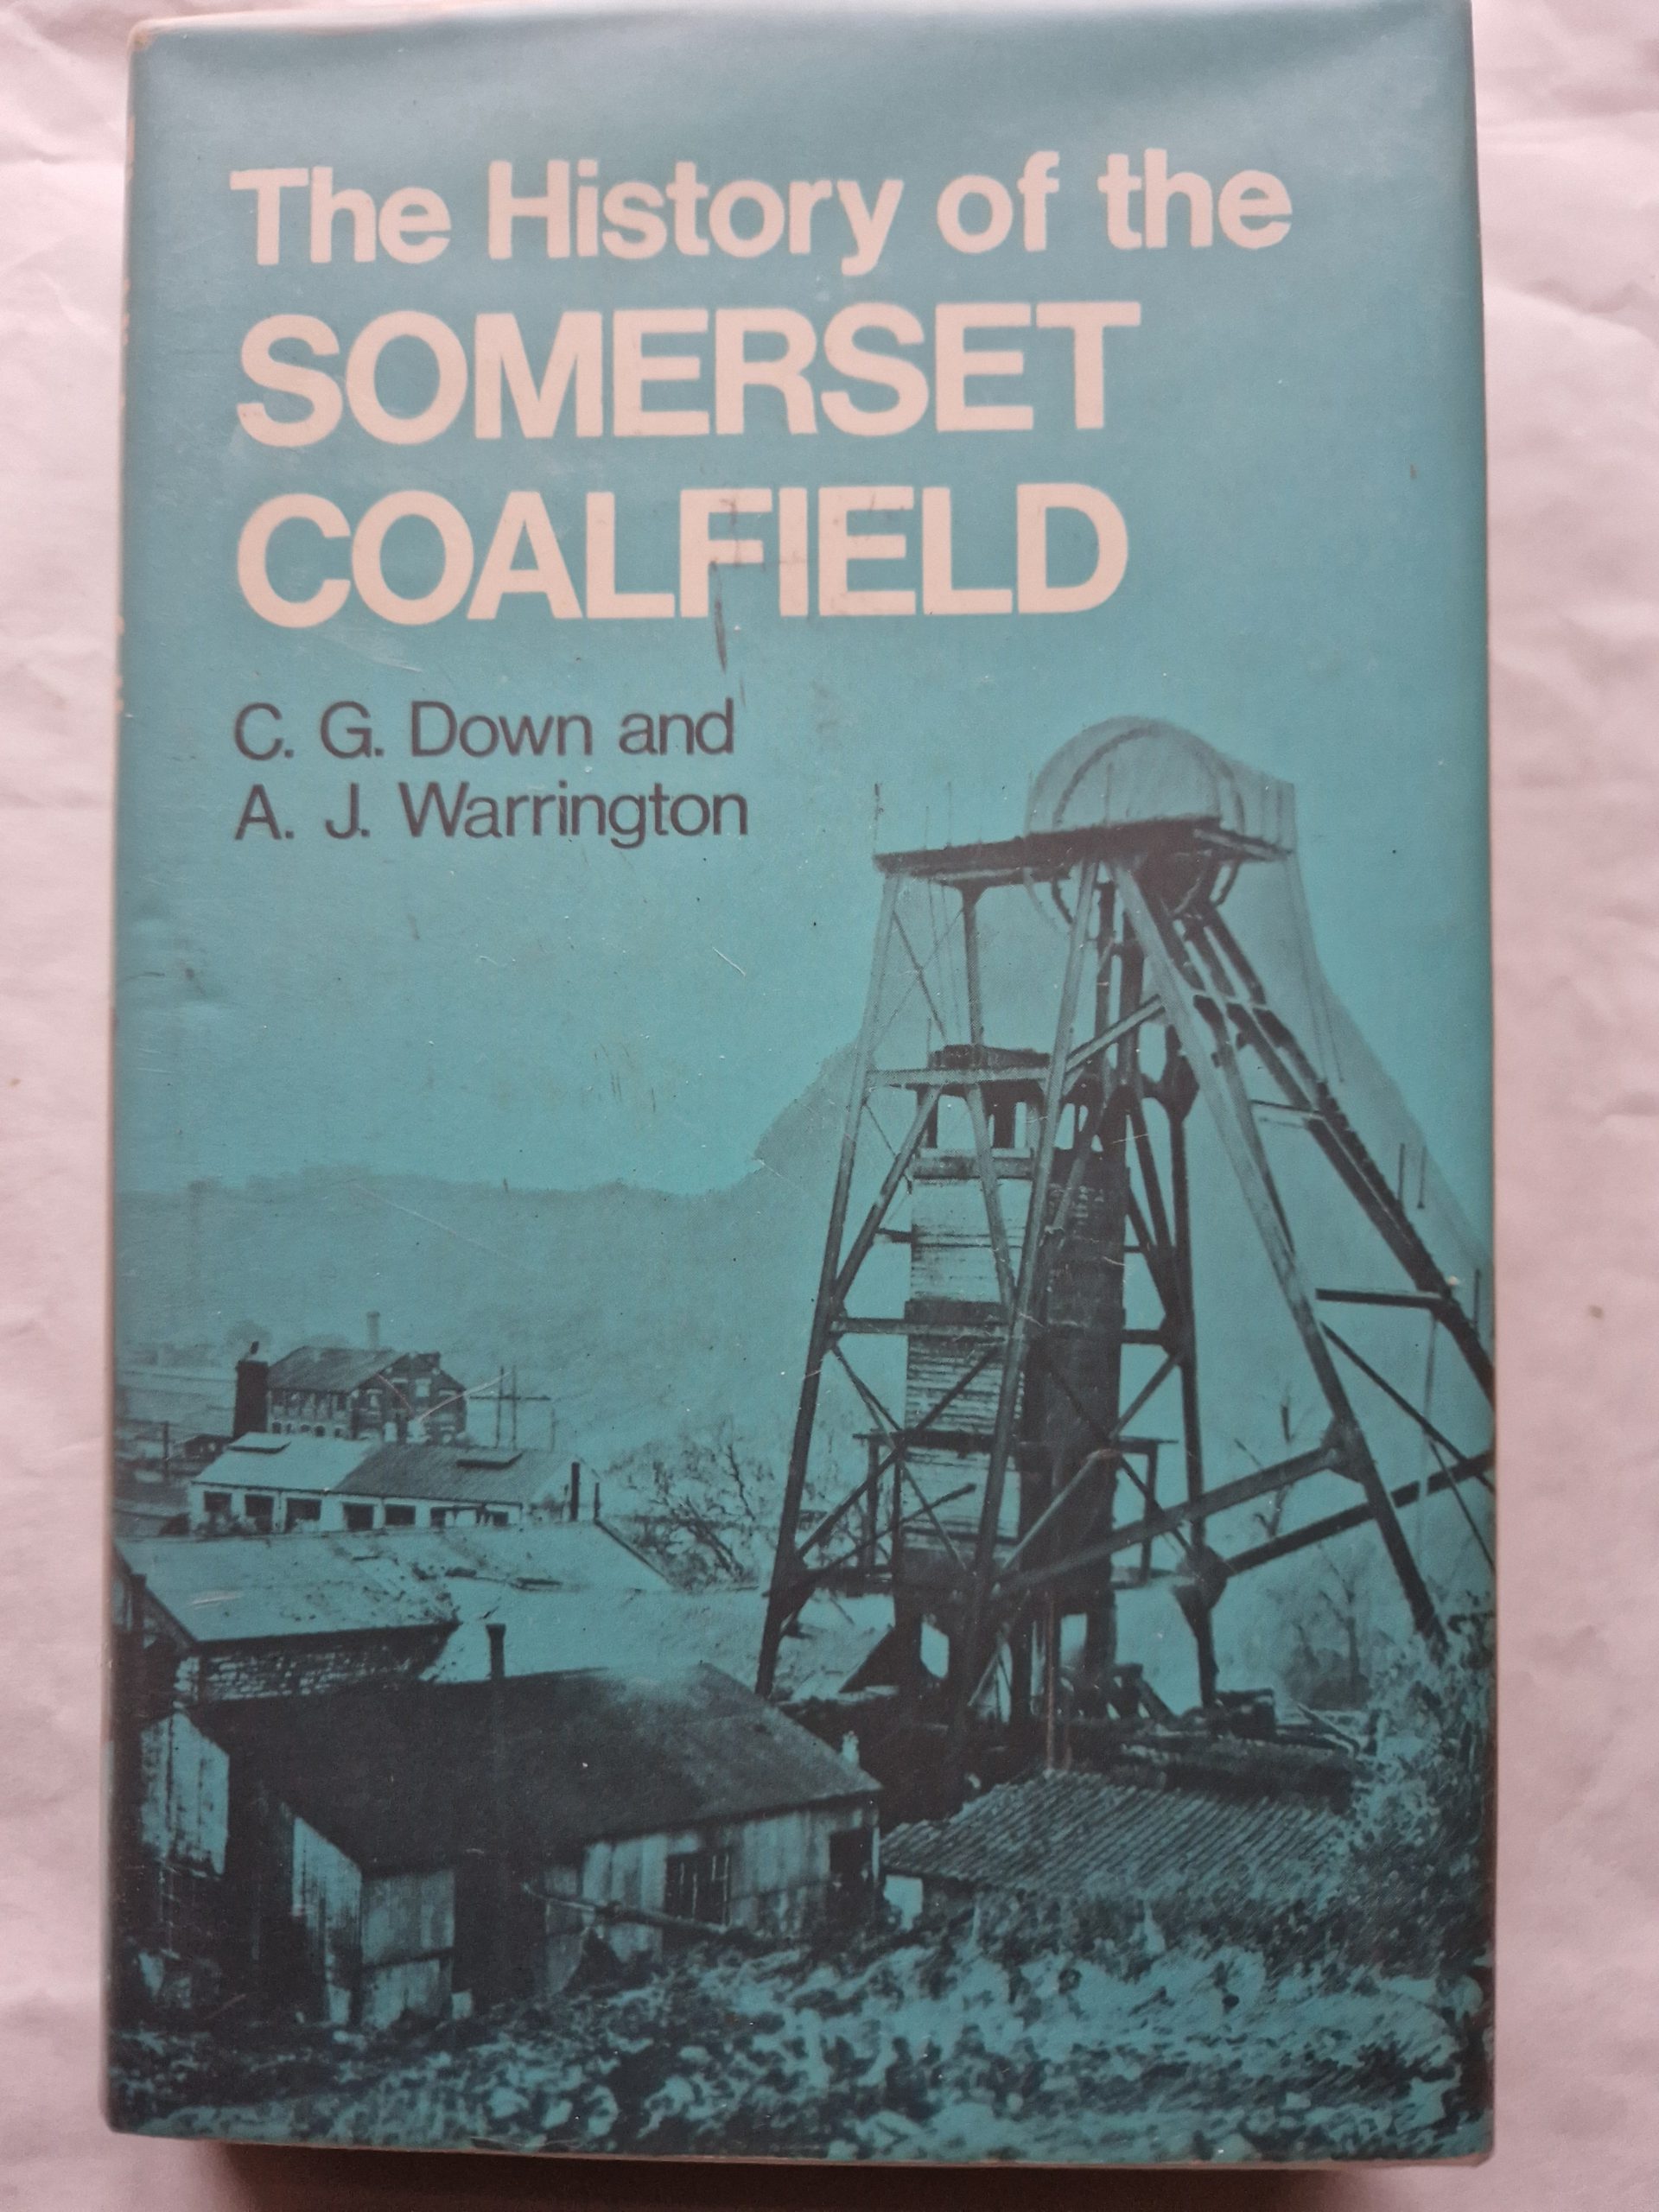 The History of the
SOMERSET
COALFIELD
C. G. Down and
A. J. Warrington